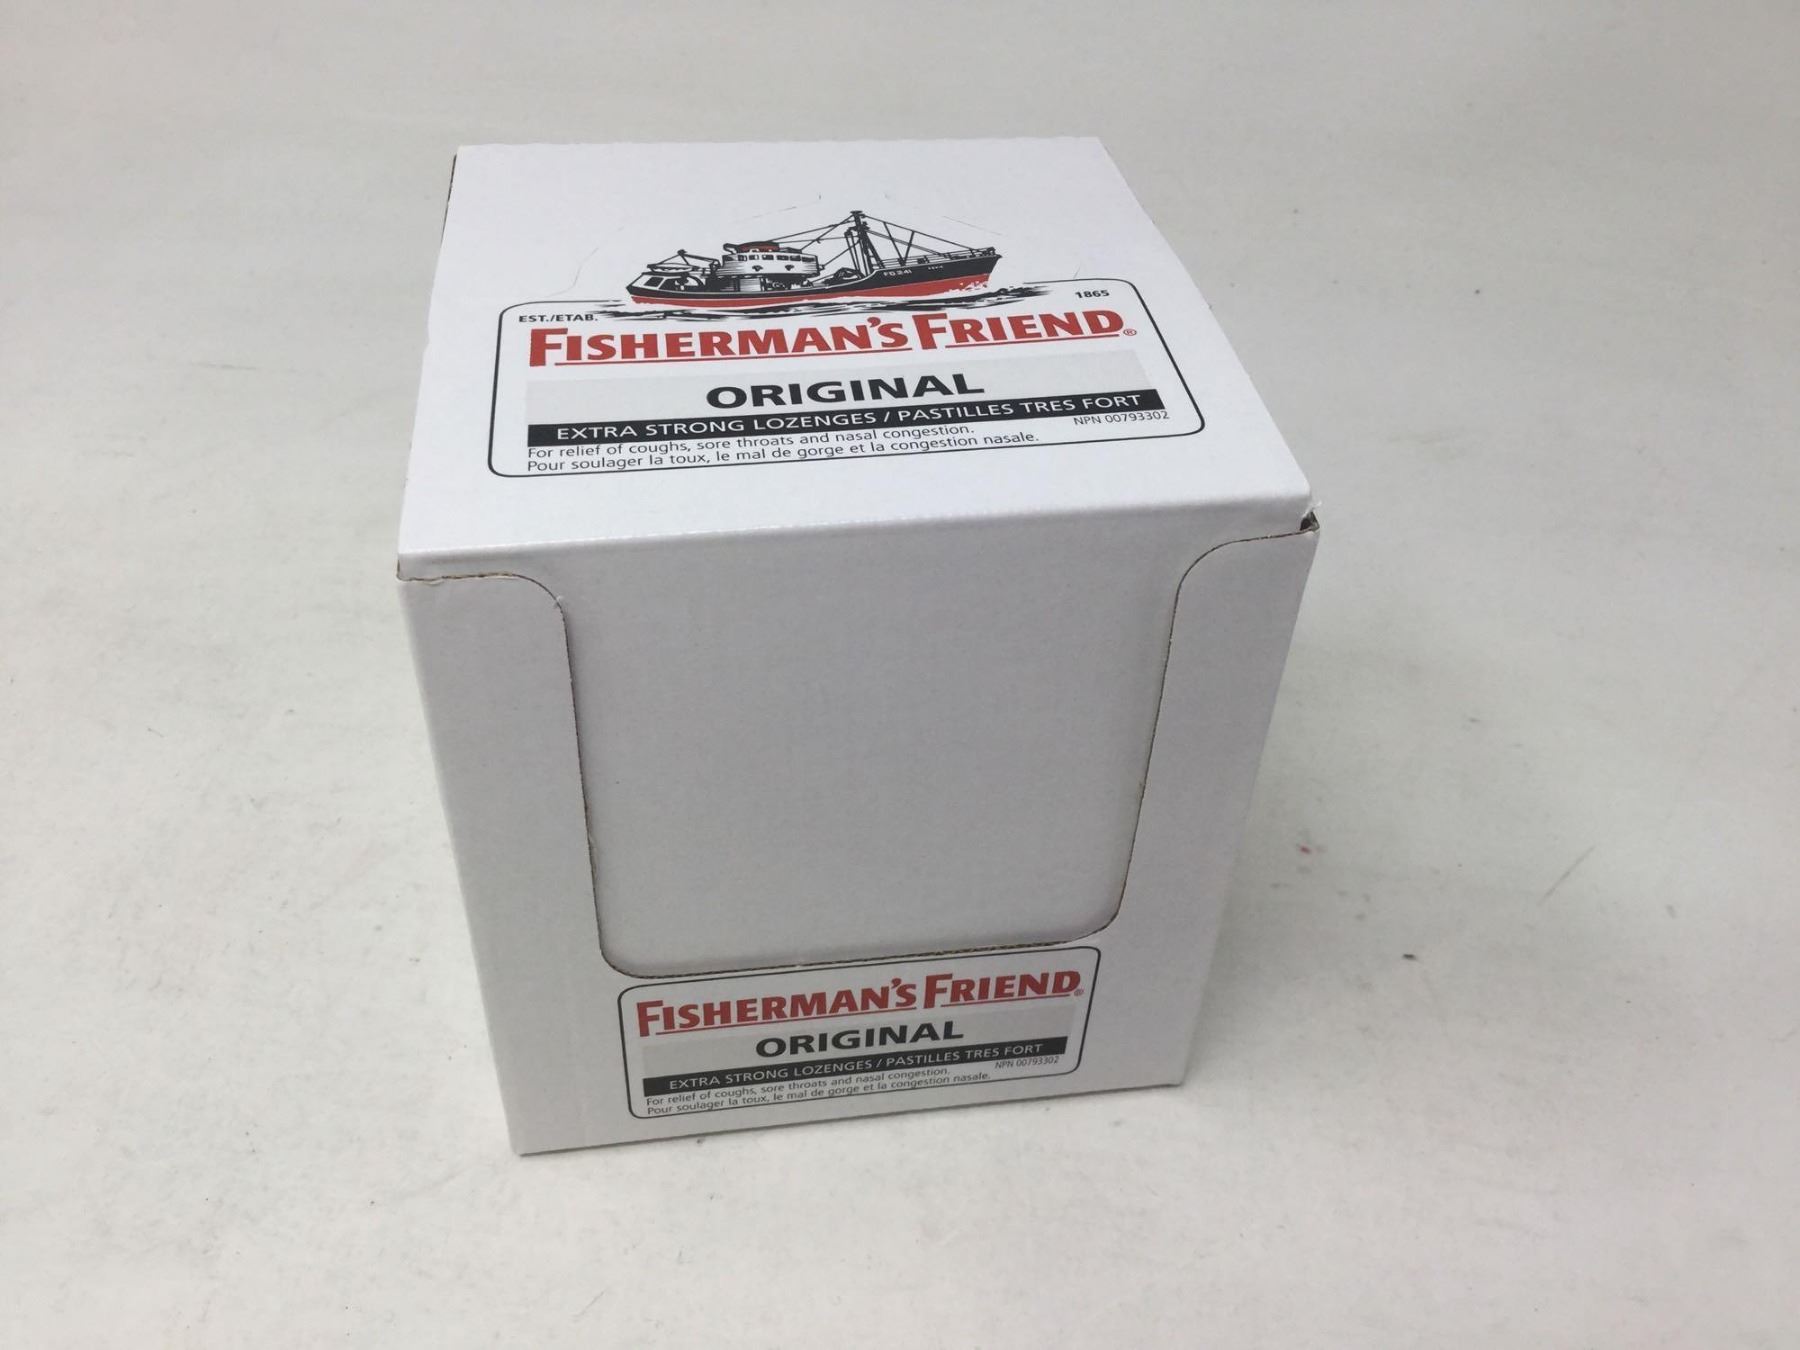 FD 241
EST./ETAB. 1865
FISHERMAN'S FRIEND®
ORIGINAL
EXTRA STRONG LOZENGES / PASTILLES TRES FORT
NPN 00793302
For relief of coughs, sore throats and nasal congestion.
Pour soulager la toux, le mal de gorge et la congestion nasale.
FISHERMAN'S FRIEND®
ORIGINAL
EXTRA STRONG LOZENGES / PASTILLES TRES FORT
NPN 00793302
For relief of coughs, sore throats and nasal congestion.
Pour soulager la toux, le mal de gorge et la congestion nasale.